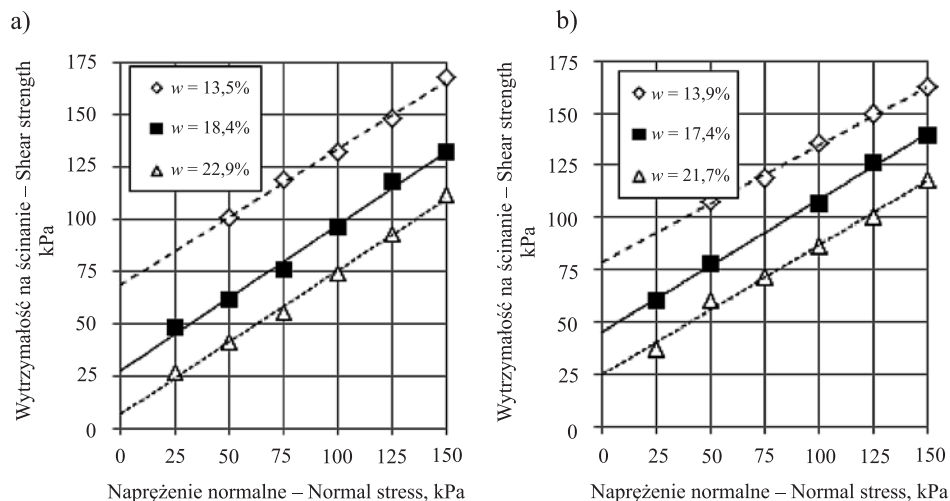 a)
Wytrzymałość na ścinanie – Shear strength
kPa
175
150
125
100
75
50
25
0
w = 13,5%
w = 18,4%
w = 22,9%
0 25 50 75 100 125 150
Naprężenie normalne – Normal stress, kPa
b)
Wytrzymałość na ścinanie – Shear strength
kPa
175
150
125
100
75
50
25
0
w = 13,9%
w = 17,4%
w = 21,7%
0 25 50 75 100 125 150
Naprężenie normalne – Normal stress, kPa